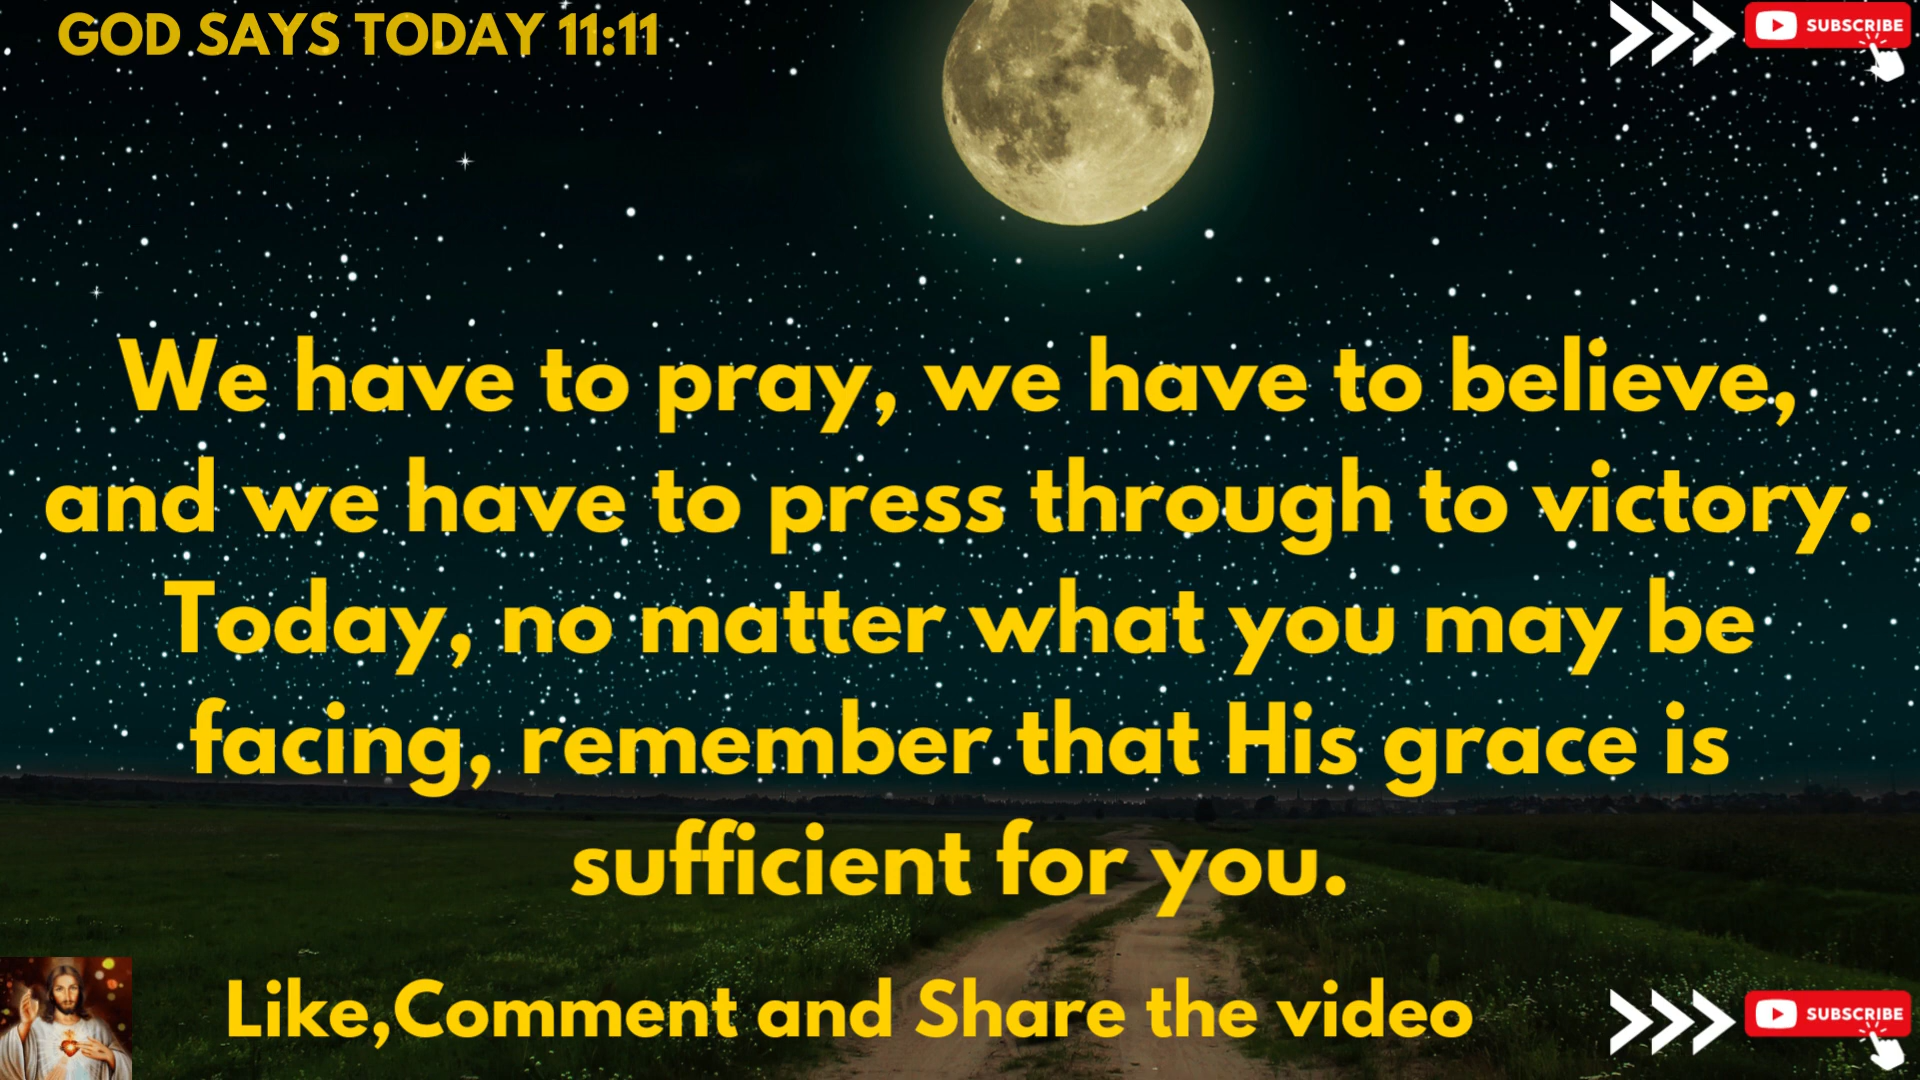 GOD SAYS TODAY 11:11
SUBSCRIBE
We have to pray, we have to believe,
and we have to press through to victory.
Today, no matter what you may be
facing, remember that His grace is
sufficient for you.
Like,Comment and Share the video
SUBSCRIBE